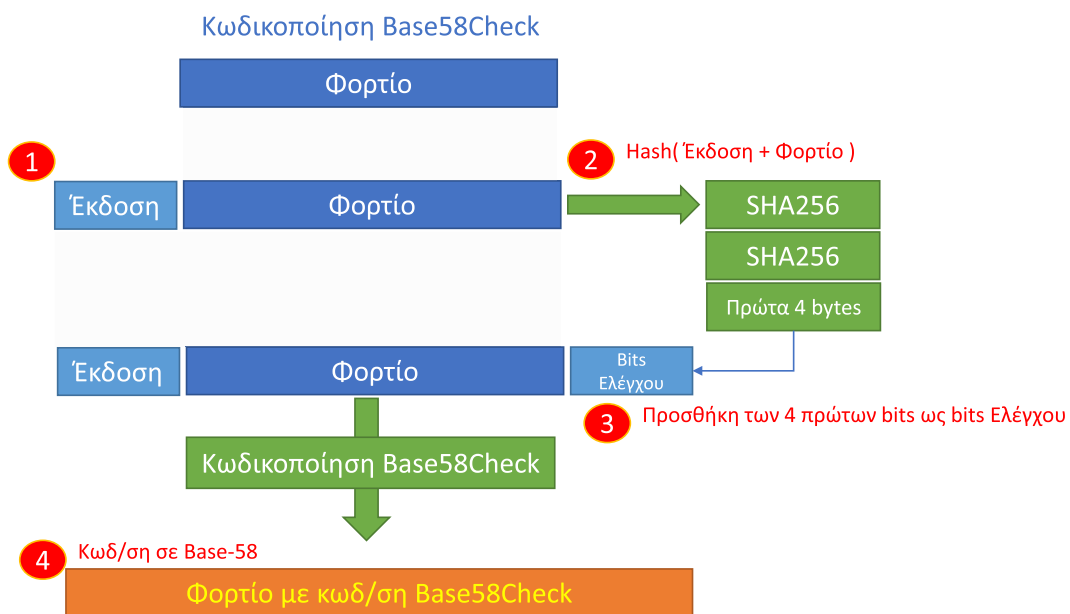 Κωδικοποίηση Base58Check
Φορτίο
1
2
Hash( Έκδοση + Φορτίο )
Έκδοση
Φορτίο
SHA256
SHA256
Πρώτα 4 bytes
Έκδοση
Φορτίο
Bits
Ελέγχου
3
Προσθήκη των 4 πρώτων bits ως bits Ελέγχου
Κωδικοποίηση Base58Check
4
Κωδ/ση σε Base-58
Φορτίο με κωδ/ση Base58Check